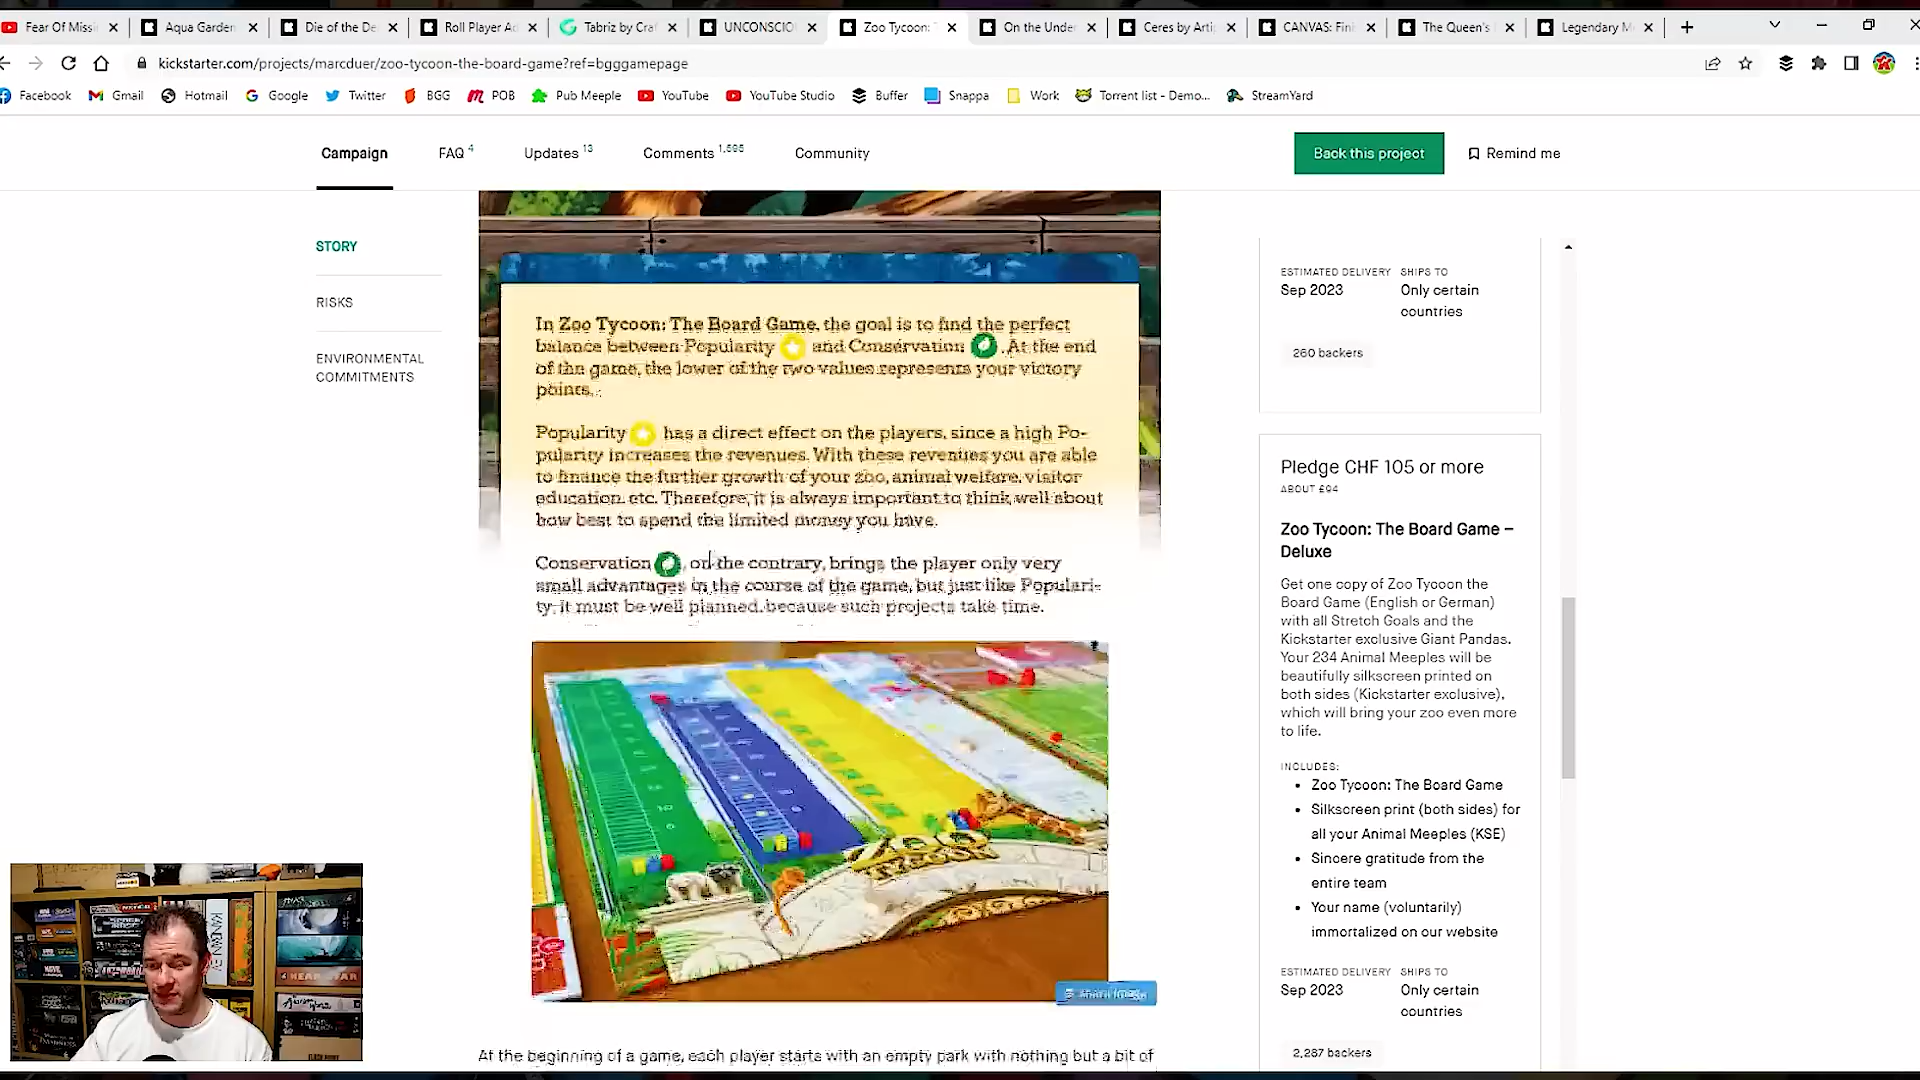 Fear Of Missi
Aqua Garden
Die of the De
Roll Player Ad
Tabriz by Craf
UNCONSCIO
Zoo Tycoon:
On the Under
Ceres by Arti
CANVAS: Fini
The Queen's
Legendary M
kickstarter.com/projects/marcduer/zoo-tycoon-the-board-game?ref=bgggamepage
Facebook
Gmail
Hotmail
Google
Twitter
BGG
POB
Pub Meeple
YouTube
YouTube Studio
Buffer
Snappa
Work
Torrent list - Demo...
StreamYard
Campaign
FAQ 4
Updates 13
Comments 1,595
Community
Back this project
Remind me
STORY
RISKS
ENVIRONMENTAL
COMMITMENTS
In Zoo Tycoon: The Board Game, the goal is to find the perfect
balance between Popularity and Conservation . At the end
of the game, the lower of the two values represents your victory
points.
Popularity has a direct effect on the players, since a high Po-
pularity increases the revenues. With these revenues you are able
to finance the further growth of your zoo, animal welfare, visitor
education, etc. Therefore, it is always important to think well about
how best to spend the limited money you have.
Conservation , on the contrary, brings the player only very
small advantages in the course of the game, but just like Populari-
ty, it must be well planned, because such projects take time.
ZOO
TYCOON
At the beginning of a game, each player starts with an empty park with nothing but a bit of
ESTIMATED DELIVERY
Sep 2023
SHIPS TO
Only certain
countries
260 backers
Pledge CHF 105 or more
ABOUT £94
Zoo Tycoon: The Board Game –
Deluxe
Get one copy of Zoo Tycoon the
Board Game (English or German)
with all Stretch Goals and the
Kickstarter exclusive Giant Pandas.
Your 234 Animal Meeples will be
beautifully silkscreen printed on
both sides (Kickstarter exclusive),
which will bring your zoo even more
to life.
INCLUDES:
Zoo Tycoon: The Board Game
Silkscreen print (both sides) for
all your Animal Meeples (KSE)
Sincere gratitude from the
entire team
Your name (voluntarily)
immortalized on our website
ESTIMATED DELIVERY
Sep 2023
SHIPS TO
Only certain
countries
2,287 backers